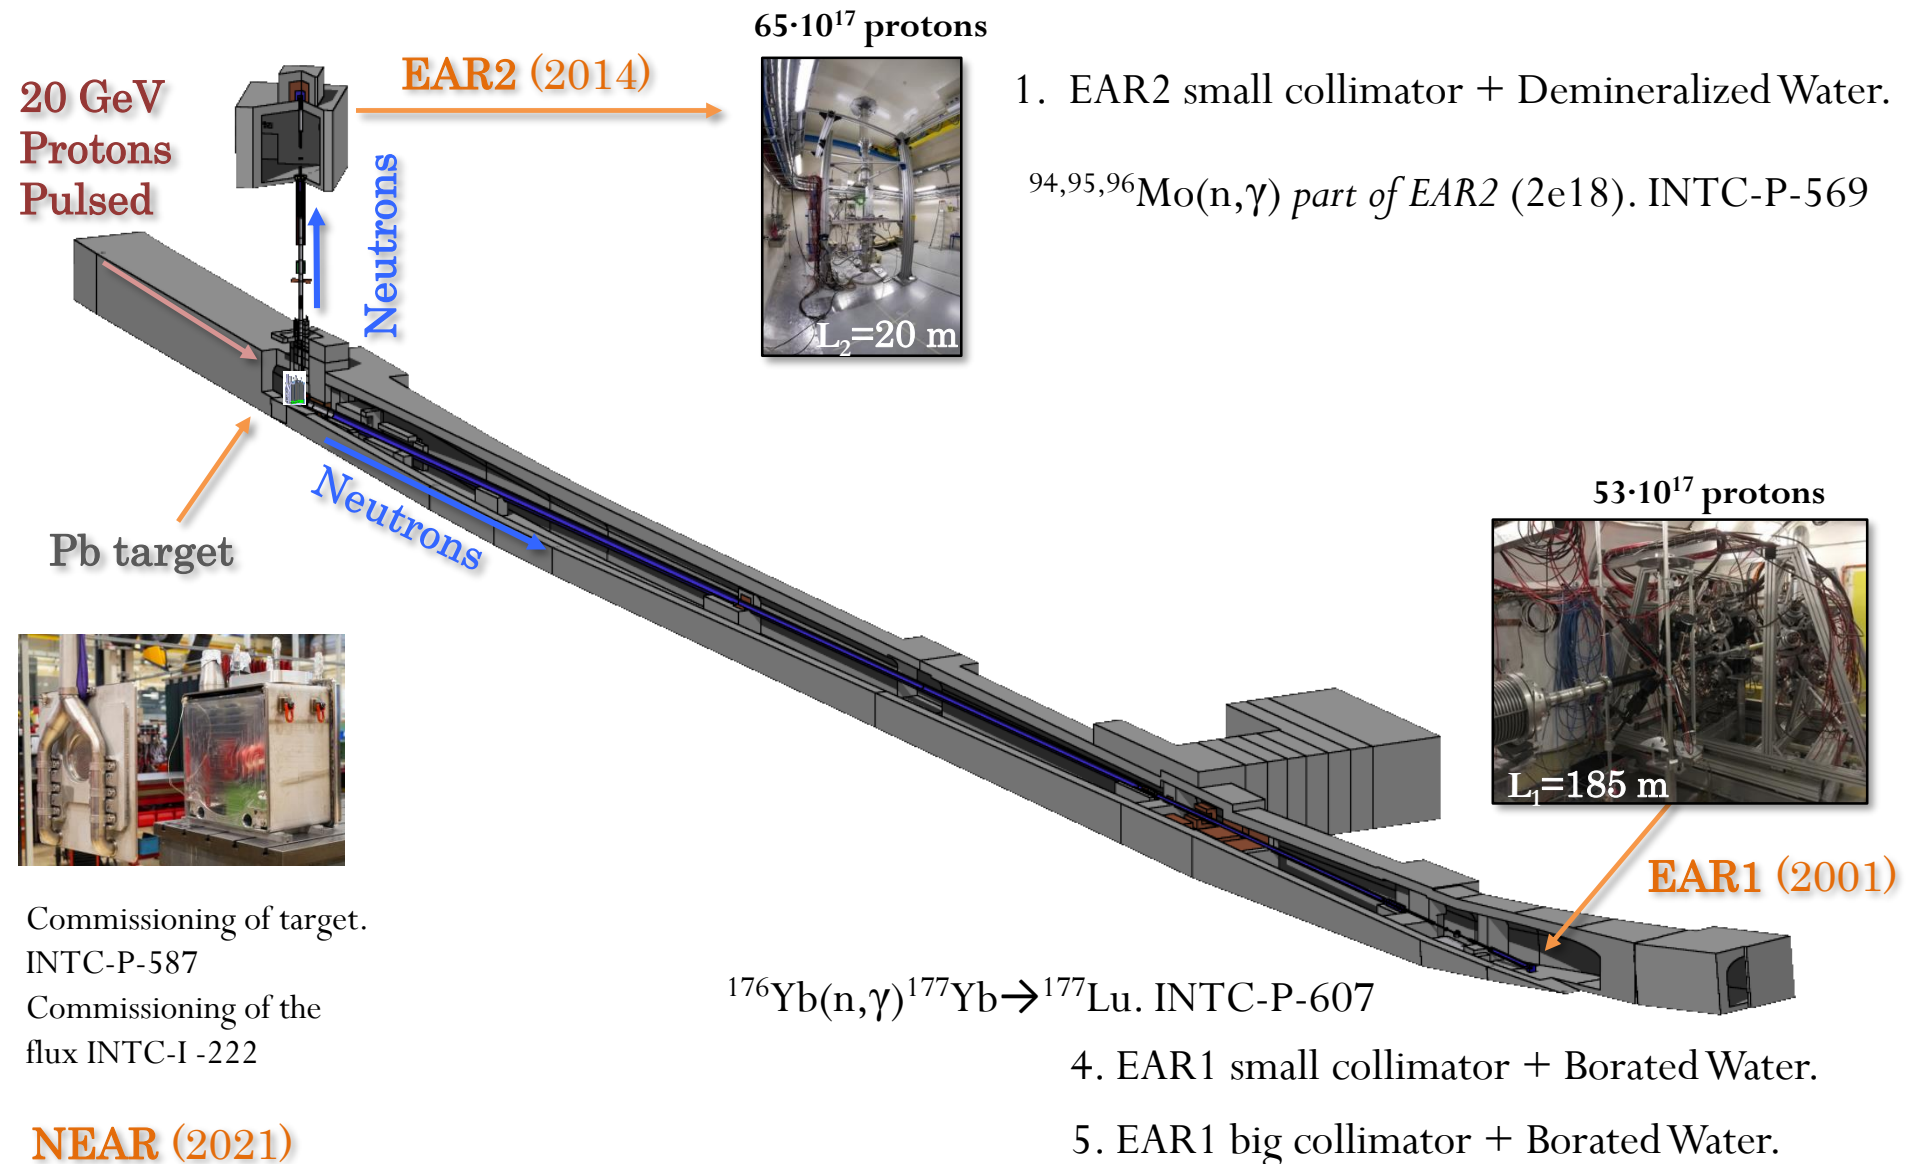 65·10¹⁷ protons
20 GeV
Protons
Pulsed
EAR2 (2014)
1. EAR2 small collimator + Demineralized Water.
⁹⁴,⁹⁵,⁹⁶Mo(n,γ) part of EAR2 (2e18). INTC-P-569
Neutrons
L₂=20 m
Neutrons
Pb target
53·10¹⁷ protons
L₁=185 m
EAR1 (2001)
Commissioning of target.
INTC-P-587
Commissioning of the
flux INTC-I -222
NEAR (2021)
¹⁷⁶Yb(n,γ)¹⁷⁷Yb→¹⁷⁷Lu. INTC-P-607
4. EAR1 small collimator + Borated Water.
5. EAR1 big collimator + Borated Water.